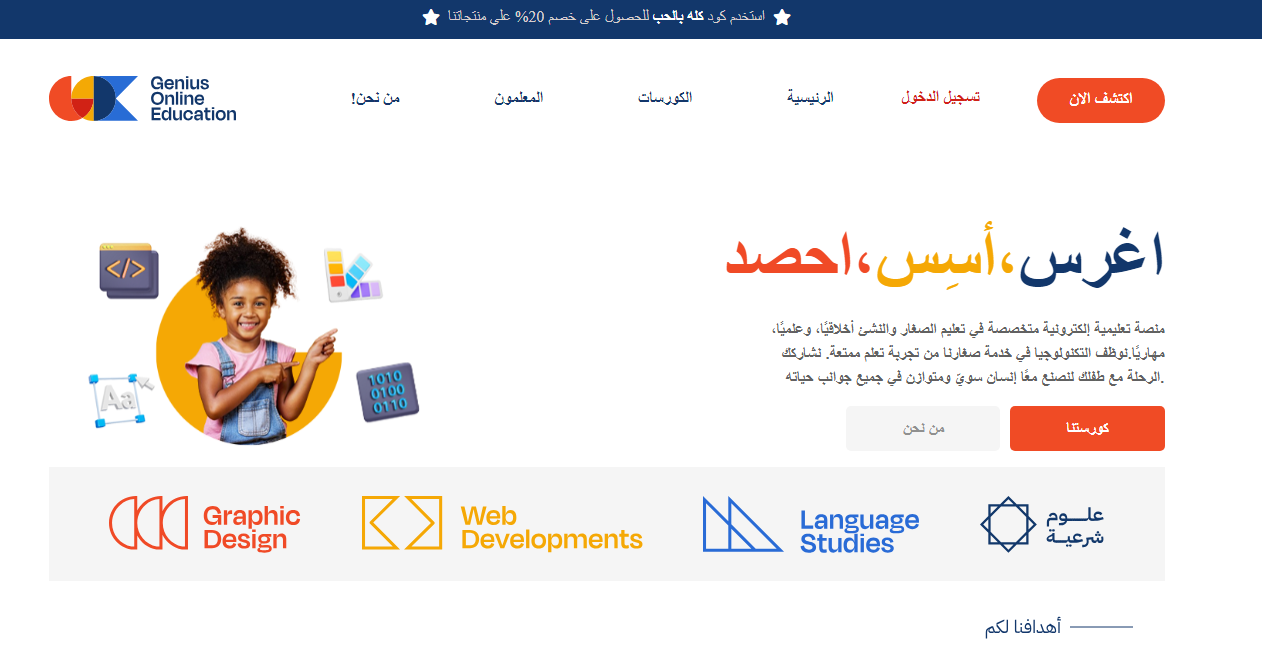 استخدم كود كله بالحب للحصول على خصم 20% علي منتجاتنا
اكتشف الان
تسجيل الدخول
الرئيسية
الكورسات
المعلمون
من نحن!
Genius
Online
Education
اغرس،أسِس،احصد
منصة تعليمية إلكترونية متخصصة في تعليم الصغار والنشئ أخلاقيًا، وعلميًا،
مهاريًا.نوظف التكنولوجيا في خدمة صغارنا من تجربة تعلم ممتعة. نشاركك
.الرحلة مع طفلك لنصنع معًا إنسان سويّ ومتوازن في جميع جوانب حياته
كورستنا
من نحن
</>
Aa
1010
0100
0110
علـــوم
شرعيـــة
Language
Studies
Web
Developments
Graphic
Design
أهدافنا لكم